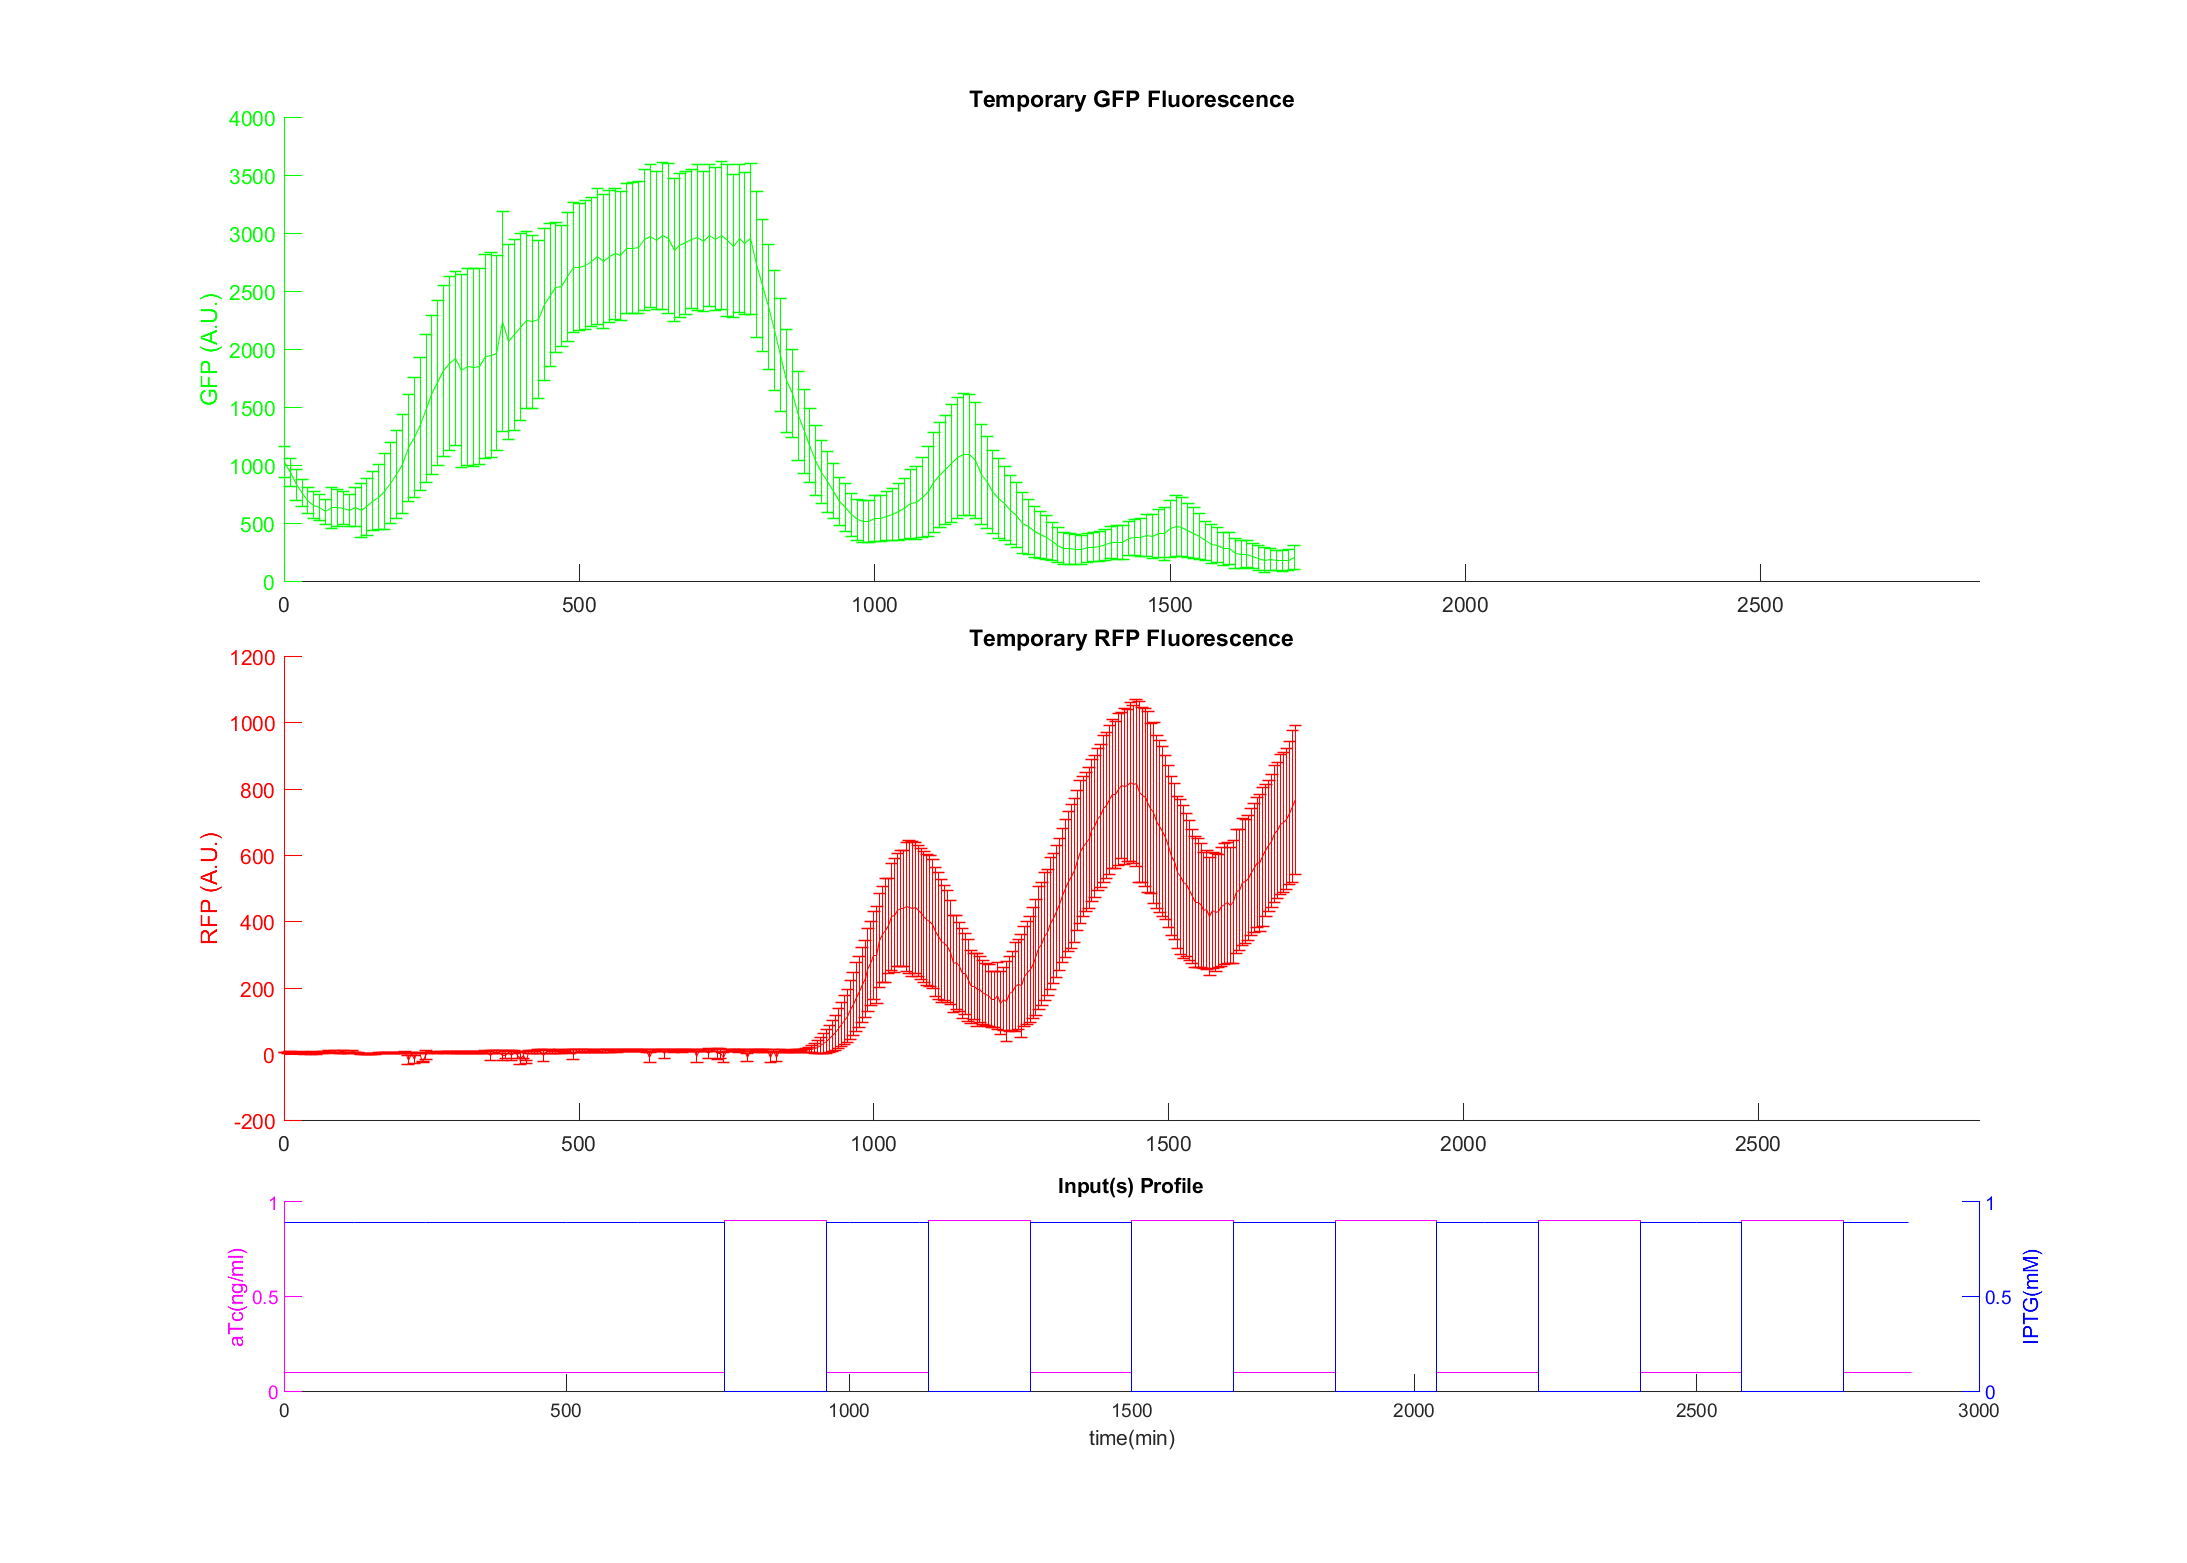 Temporary GFP Fluorescence
4000
3500
3000
2500
2000
1500
1000
500
0
GFP (A.U.)
0 500 1000 1500 2000 2500
Temporary RFP Fluorescence
1200
1000
800
600
400
200
0
-200
RFP (A.U.)
0 500 1000 1500 2000 2500
Input(s) Profile
1
0.5
0
aTc(ng/ml)
1
0.5
0
IPTG(mM)
0 500 1000 1500 2000 2500 3000
time(min)